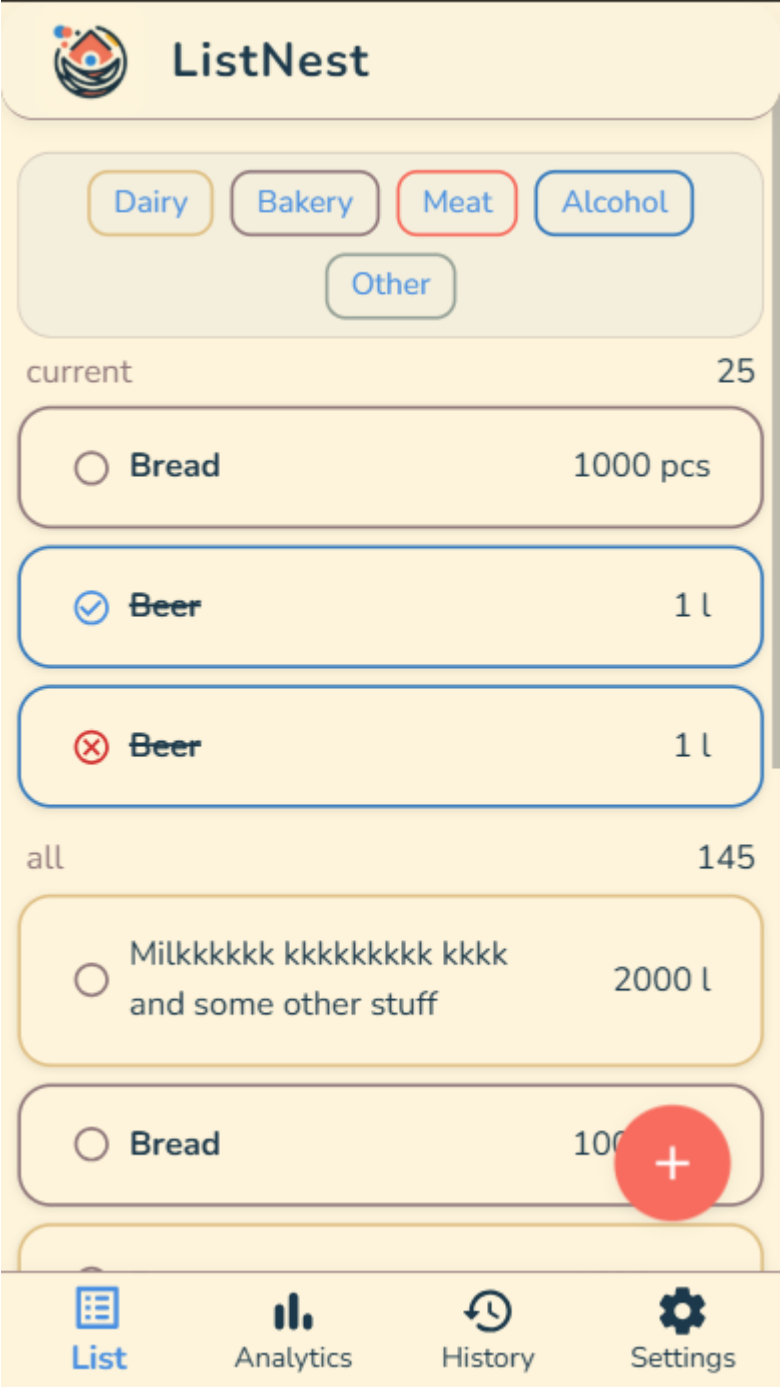 ListNest
Dairy Bakery Meat Alcohol
Other
current 25
Bread 1000 pcs
Beer 1 l
Beer 1 l
all 145
Milkkkkkk kkkkkkkkk kkkk
and some other stuff 2000 l
Bread
List Analytics History Settings